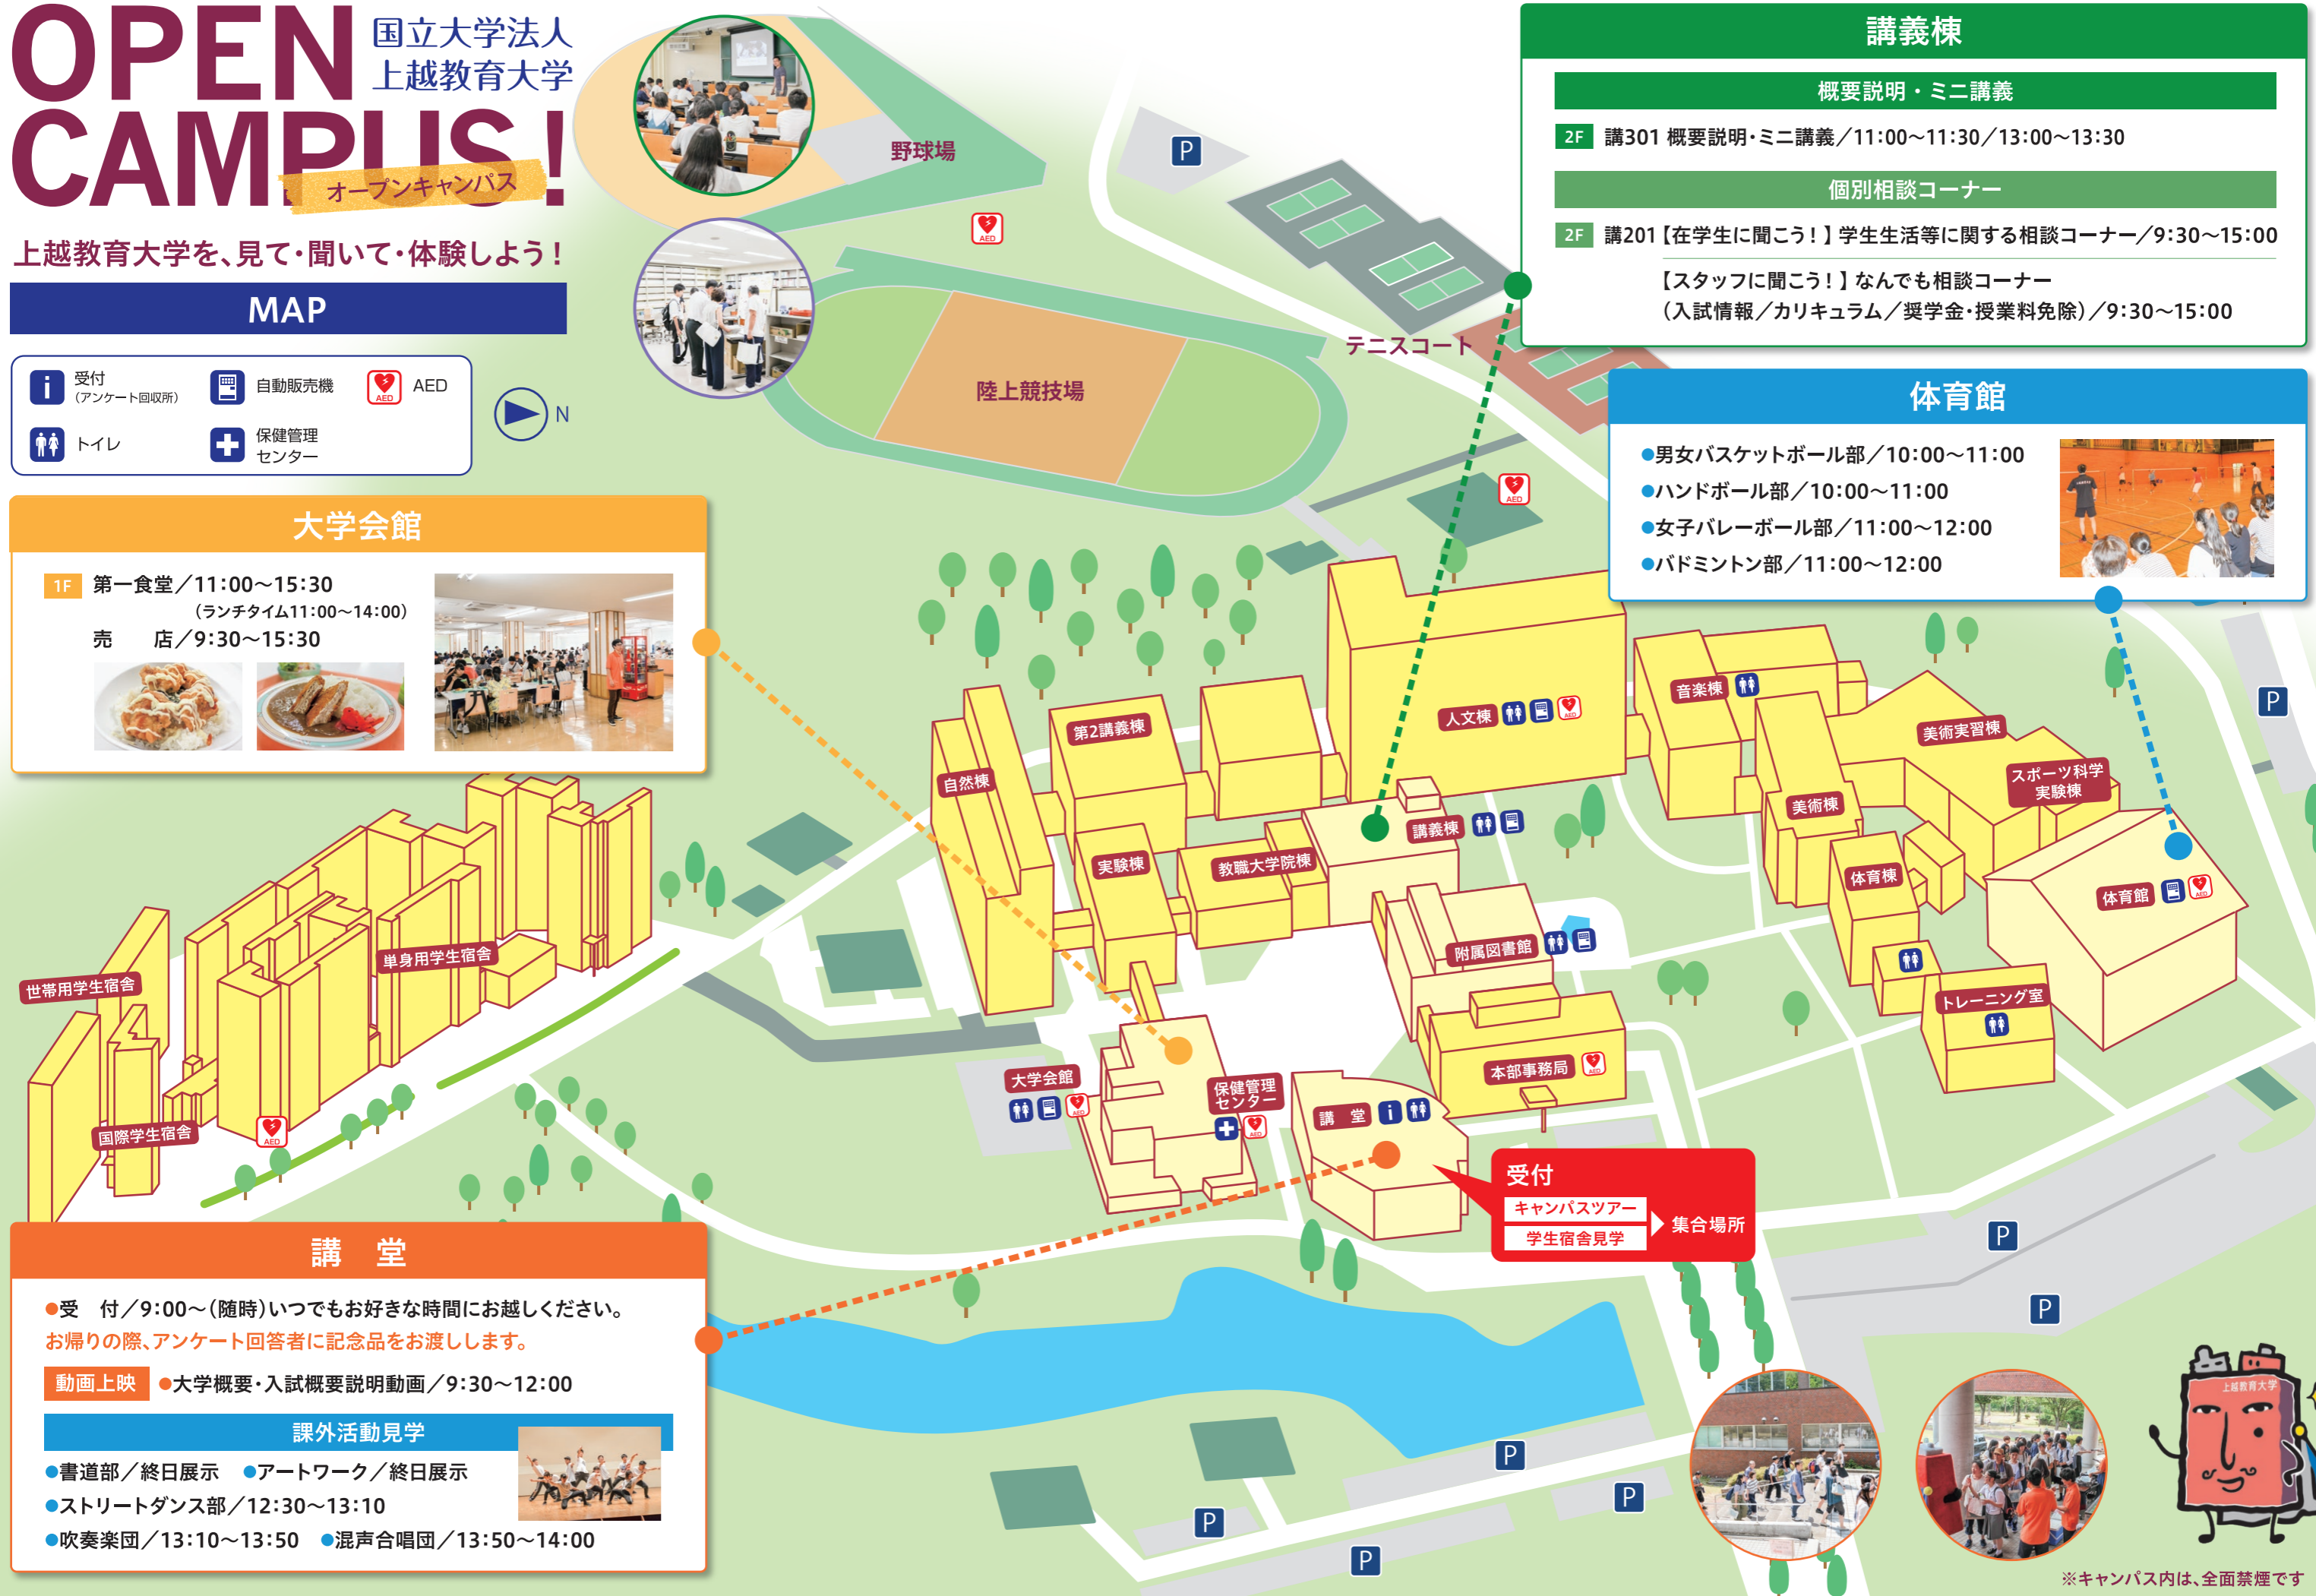 OPEN
CAMPUS!
国立大学法人
上越教育大学
オープンキャンパス
上越教育大学を、見て・聞いて・体験しよう!
MAP
i 受付
(アンケート回収所)
自動販売機
AED AED
トイレ
保健管理
センター
N
大学会館
1F 第一食堂/11:00〜15:30
(ランチタイム11:00〜14:00)
売 店/9:30〜15:30
講義棟
概要説明・ミニ講義
2F 講301 概要説明・ミニ講義/11:00〜11:30/13:00〜13:30
個別相談コーナー
2F 講201【在学生に聞こう!】学生生活等に関する相談コーナー/9:30〜15:00
【スタッフに聞こう!】なんでも相談コーナー
(入試情報/カリキュラム/奨学金・授業料免除)/9:30〜15:00
体育館
●男女バスケットボール部/10:00〜11:00
●ハンドボール部/10:00〜11:00
●女子バレーボール部/11:00〜12:00
●バドミントン部/11:00〜12:00
野球場
P
AED
テニスコート
陸上競技場
AED
音楽棟
P
人文棟 AED
第2講義棟
美術実習棟
自然棟
スポーツ科学
実験棟
美術棟
講義棟
実験棟
教職大学院棟
体育棟
体育館 AED
附属図書館
単身用学生宿舎
世帯用学生宿舎
トレーニング室
本部事務局 AED
大学会館
AED
保健管理
センター
AED
講 堂 i
国際学生宿舎
AED
受付
キャンパスツアー
学生宿舎見学
集合場所
P
P
P
P
P
P
講 堂
●受 付/9:00〜(随時)いつでもお好きな時間にお越しください。
お帰りの際、アンケート回答者に記念品をお渡しします。
動画上映 ●大学概要・入試概要説明動画/9:30〜12:00
課外活動見学
●書道部/終日展示 ●アートワーク/終日展示
●ストリートダンス部/12:30〜13:10
●吹奏楽団/13:10〜13:50 ●混声合唱団/13:50〜14:00
上越教育大学
※キャンパス内は、全面禁煙です